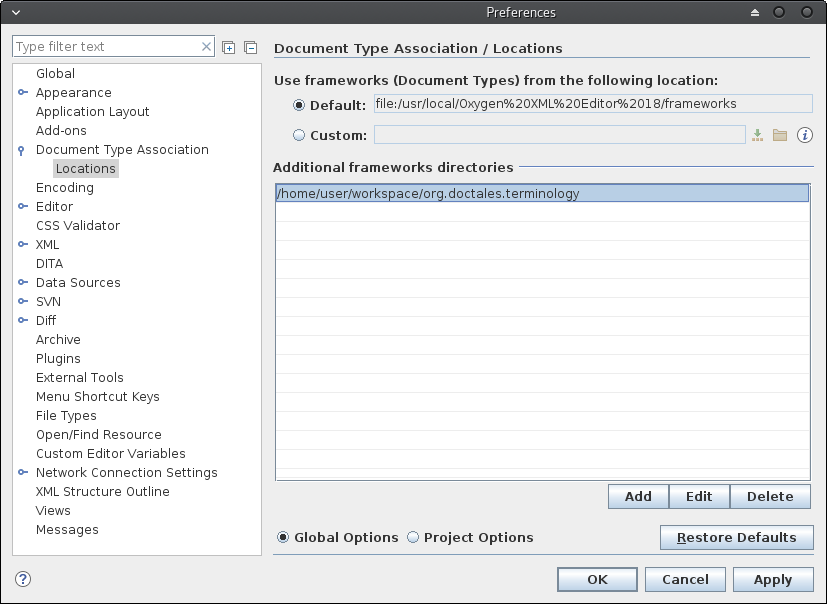 Preferences
Type filter text
Global
Appearance
Application Layout
Add-ons
Document Type Association
Locations
Encoding
Editor
CSS Validator
XML
DITA
Data Sources
SVN
Diff
Archive
Plugins
External Tools
Menu Shortcut Keys
File Types
Open/Find Resource
Custom Editor Variables
Network Connection Settings
XML Structure Outline
Views
Messages
Document Type Association / Locations
Use frameworks (Document Types) from the following location:
Default: file:/usr/local/Oxygen%20XML%20Editor%2018/frameworks
Custom:
Additional frameworks directories
/home/user/workspace/org.doctales.terminology
Add Edit Delete
Global Options Project Options Restore Defaults
? OK Cancel Apply